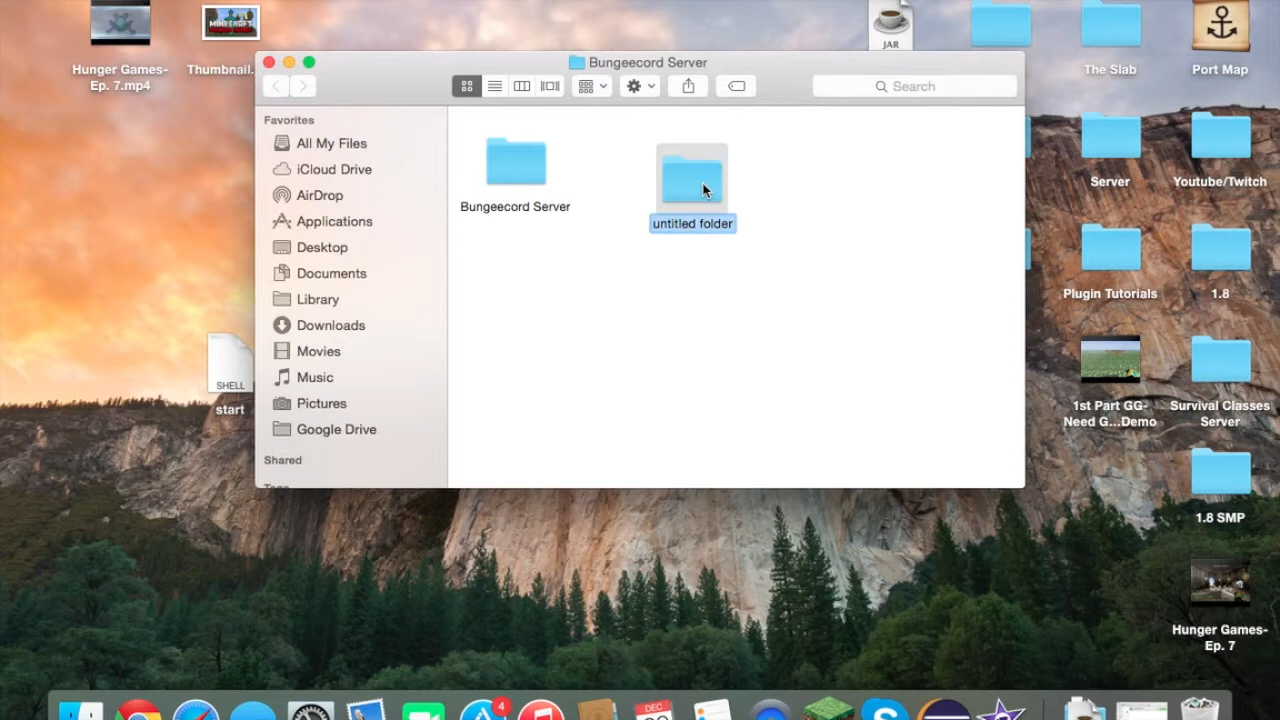 Hunger Games-
Ep. 7.mp4
MINECRAFT
Thumbnail.
JAR
The Slab
Port Map
Bungeecord Server
Search
Favorites
All My Files
iCloud Drive
AirDrop
Applications
Desktop
Documents
Library
Downloads
Movies
Music
Pictures
Google Drive
Shared
Tags
Bungeecord Server
untitled folder
Server
Youtube/Twitch
Plugin Tutorials
1.8
SHELL
start
1st Part GG-
Need G...Demo
Survival Classes
Server
1.8 SMP
Hunger Games-
Ep. 7
4
DEC